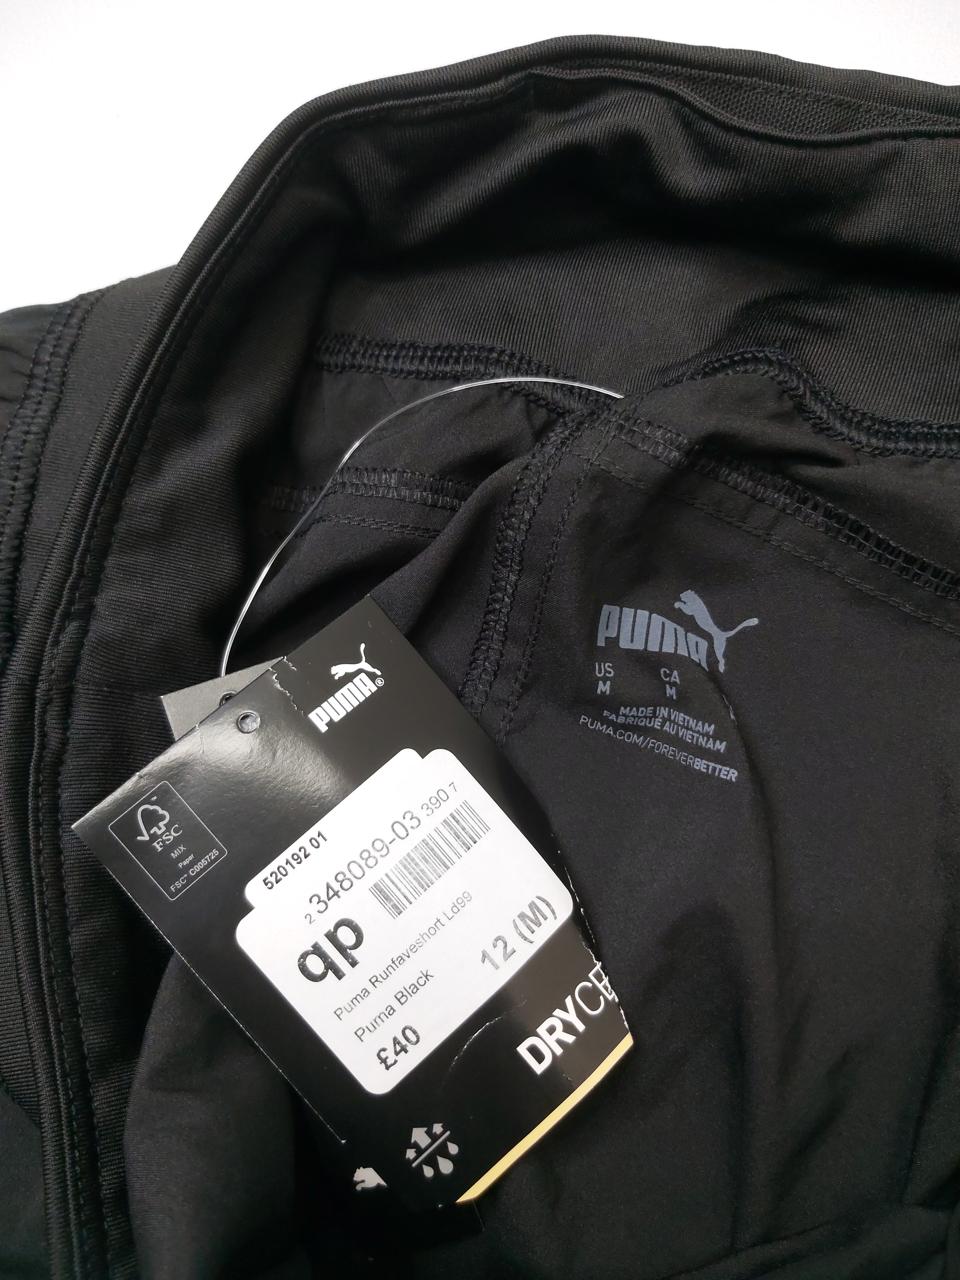 PUMA
US CA
M M
MADE IN VIETNAM
FABRIQUÉ AU VIETNAM
PUMA.COM/FOREVERBETTER
PUMA®
FSC
MIX
Paper
FSC™ C005725
520192 01
2 348089-03 390 7
qp
Puma Runfaveshort Ld99
Puma Black
12 (M)
£40
DRYCE